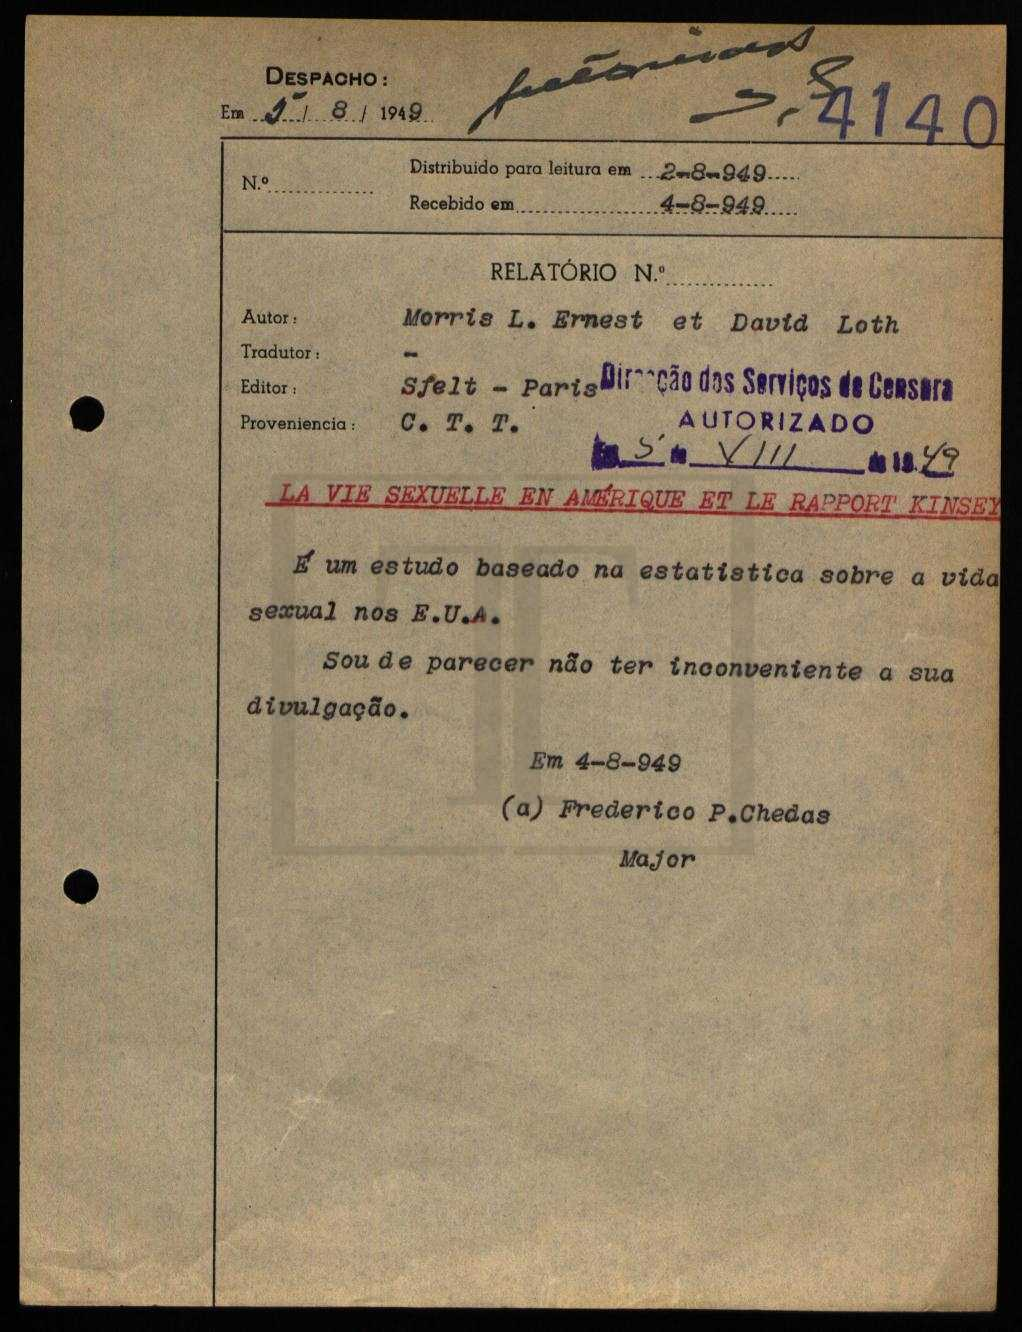 DESPACHO:
Em 5 / 8 / 1949
4140
N.º
Distribuido para leitura em 2-8-949
Recebido em 4-8-949
RELATÓRIO N.º
Autor: Morris L. Ernest et David Loth
Tradutor: -
Editor: Sfelt - Paris
Proveniencia: C. T. T.
Direcção dos Serviços de Censura
AUTORIZADO
Em 5 de VIII de 1949
LA VIE SEXUELLE EN AMÉRIQUE ET LE RAPPORT KINSEY
É um estudo baseado na estatistica sobre a vida
sexual nos E.U.A.
Sou de parecer não ter inconveniente a sua
divulgação.
Em 4-8-949
(a) Frederico P.Chedas
Major